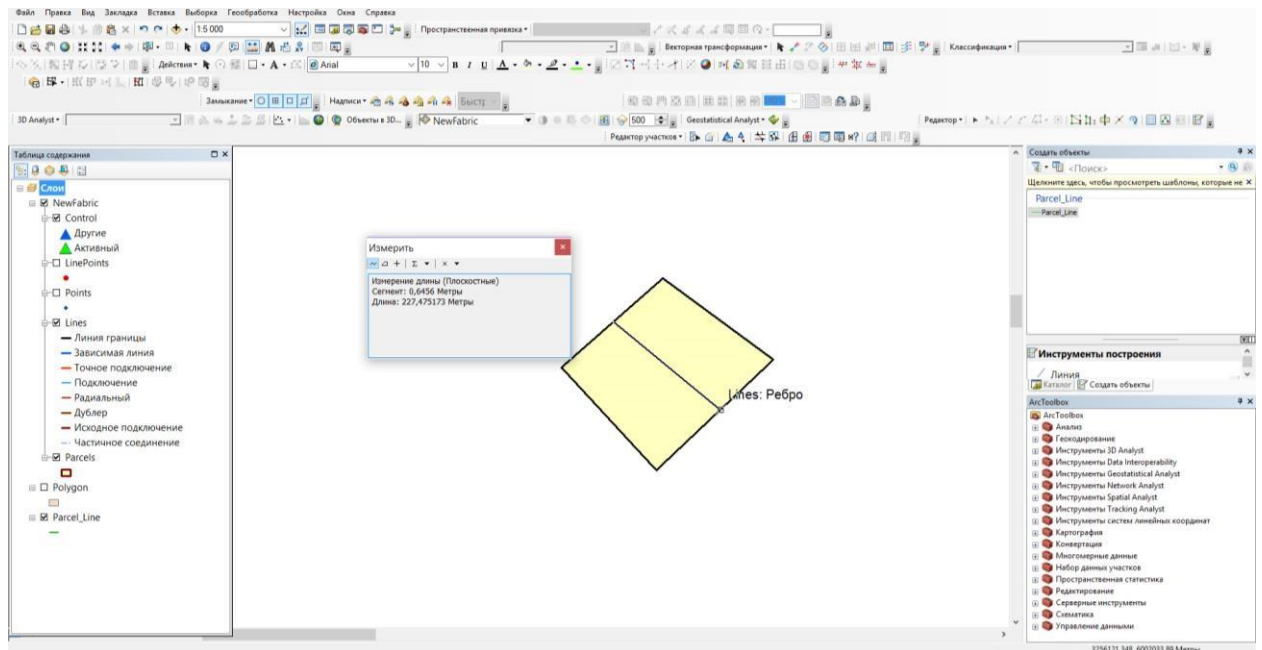 Файл Правка Вид Закладка Вставка Выборка Геообработка Настройка Окна Справка
1:5 000 Пространственная привязка
Векторная трансформация Классификация
Действия Arial 10 B I U A
Замыкание Надписи Быстр
3D Analyst Объекты в 3D... NewFabric 500 Geostatistical Analyst Редактор
Редактор участков
Таблица содержания
Слои
NewFabric
Control
Другие
Активный
LinePoints
Points
Lines
Линия границы
Зависимая линия
Точное подключение
Подключение
Радиальный
Дублер
Исходное подключение
Частичное соединение
Parcels
Polygon
Parcel_Line
Измерить
Измерение длины (Плоскостные)
Сегмент: 0,6456 Метры
Длина: 227,475173 Метры
Lines: Ребро
Создать объекты
<Поиск>
Щелкните здесь, чтобы просмотреть шаблоны, которые не
Parcel_Line
Parcel_Line
Инструменты построения
Линия
Каталог Создать объекты
ArcToolbox
ArcToolbox
Анализ
Геокодирование
Инструменты 3D Analyst
Инструменты Data Interoperability
Инструменты Geostatistical Analyst
Инструменты Network Analyst
Инструменты Spatial Analyst
Инструменты Tracking Analyst
Инструменты систем линейных координат
Картография
Конвертация
Многомерные данные
Набор данных участков
Пространственная статистика
Редактирование
Серверные инструменты
Схематика
Управление данными
3256121,348 6002033,89 Метры